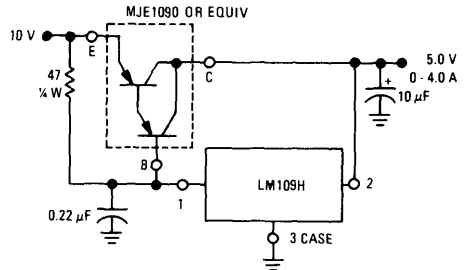 MJE1090 OR EQUIV
10 V
E
C
5.0 V
0 - 4.0 A
47
¼ W
+
10 μF
B
1
LM109H
2
0.22 μF
3 CASE